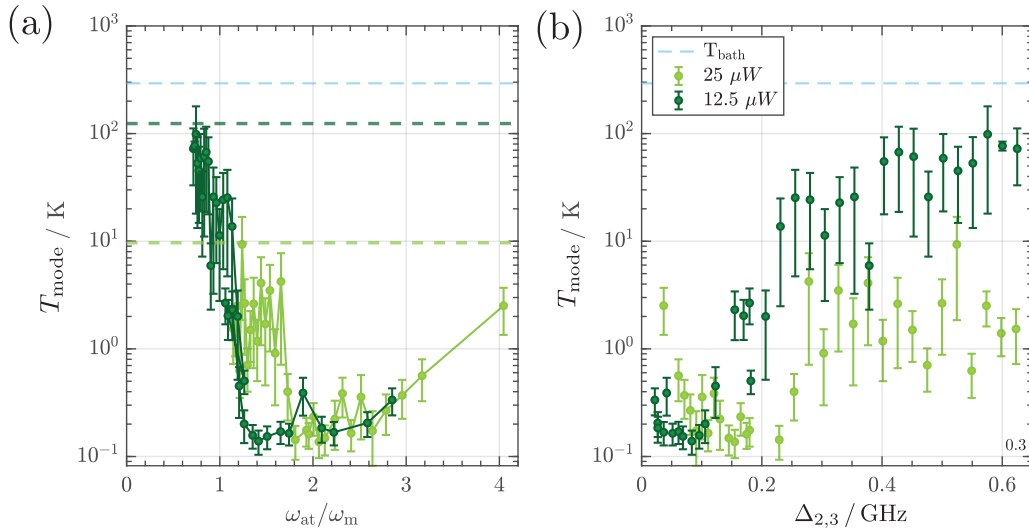 (a)
10³
10²
10¹
10⁰
10⁻¹
T_mode / K
0
1
2
3
4
ω_at/ω_m
(b)
T_bath
25 μW
12.5 μW
10³
10²
10¹
10⁰
10⁻¹
T_mode / K
0.3
0
0.2
0.4
0.6
Δ_2,3 / GHz